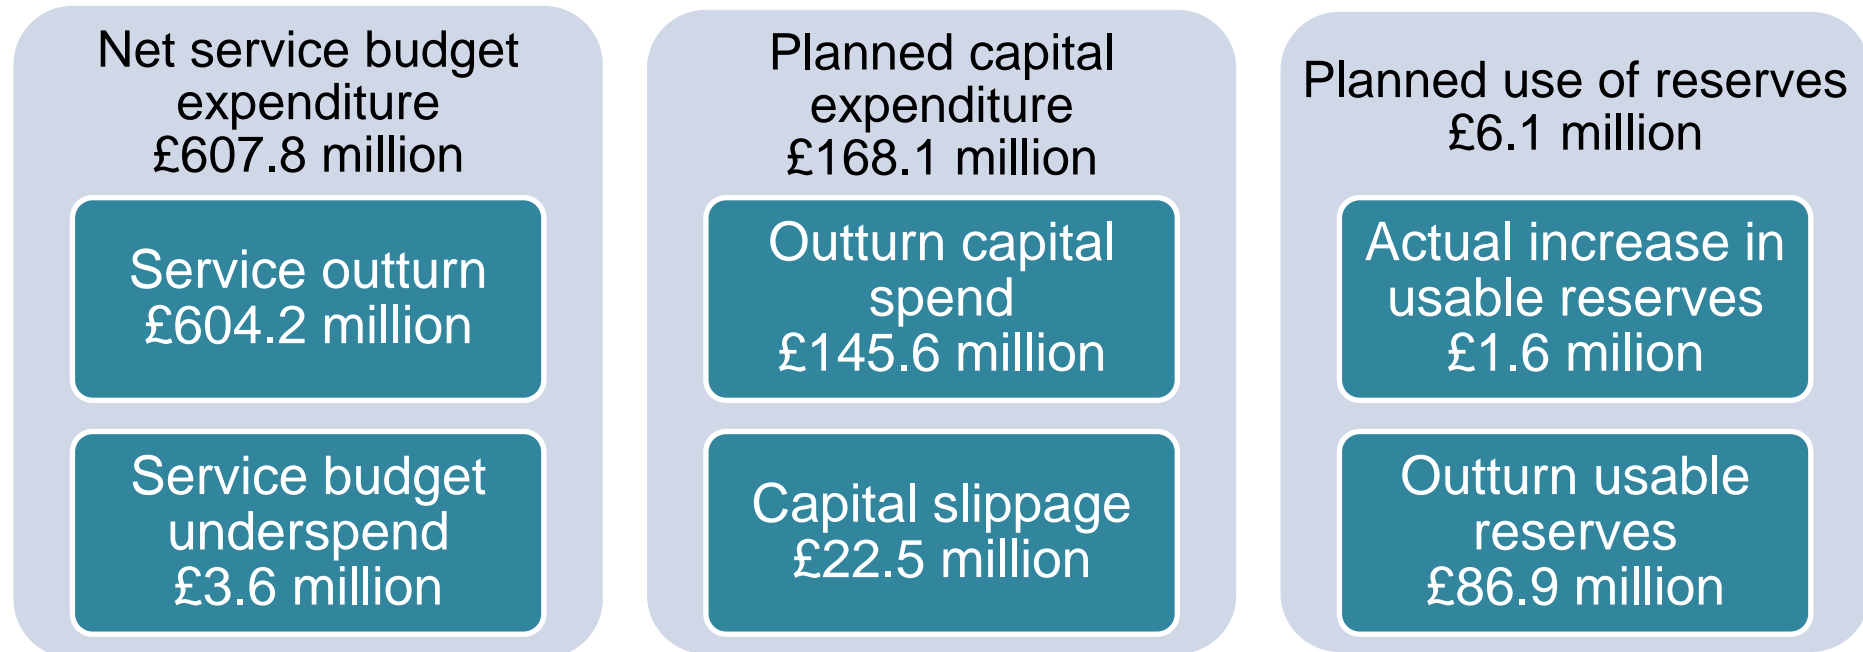 Net service budget
expenditure
£607.8 million
Service outturn
£604.2 million
Service budget
underspend
£3.6 million
Planned capital
expenditure
£168.1 million
Outturn capital
spend
£145.6 million
Capital slippage
£22.5 million
Planned use of reserves
£6.1 million
Actual increase in
usable reserves
£1.6 milion
Outturn usable
reserves
£86.9 million